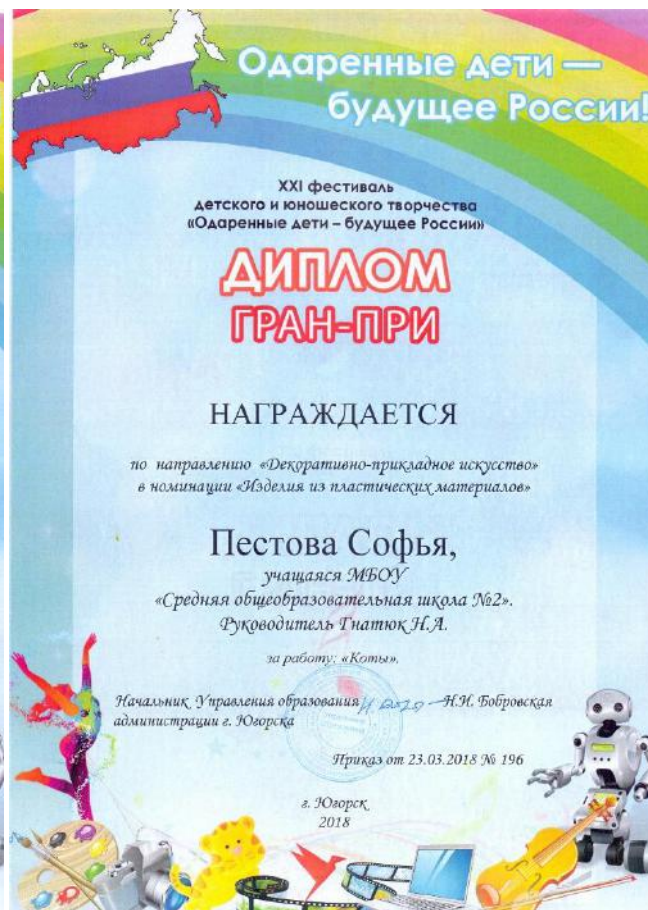 Одаренные дети —
будущее России!
XXI фестиваль
детского и юношеского творчества
«Одаренные дети – будущее России»
ДИПЛОМ
ГРАН-ПРИ
НАГРАЖДАЕТСЯ
по направлению «Декоративно-прикладное искусство»
в номинации «Изделия из пластических материалов»
Пестова Софья,
учащаяся МБОУ
«Средняя общеобразовательная школа №2».
Руководитель Гнатюк Н.А.
за работу: «Коты».
Начальник Управления образования Н.И. Бобровская
администрации г. Югорска
Приказ от 23.03.2018 № 196
г. Югорск
2018